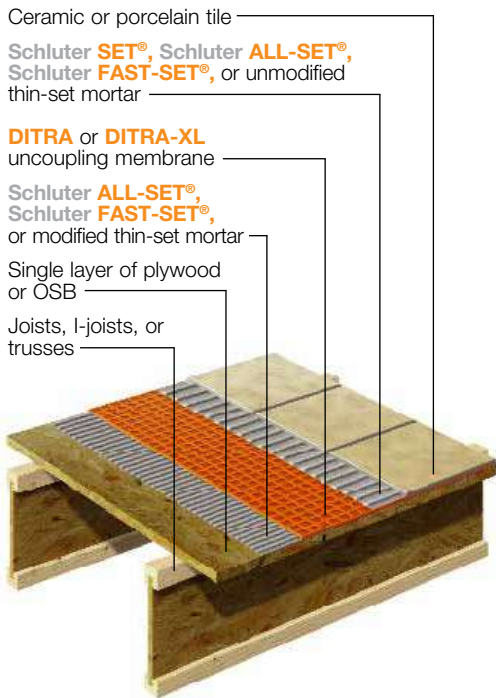 Ceramic or porcelain tile
Schluter SET®, Schluter ALL-SET®,
Schluter FAST-SET®, or unmodified
thin-set mortar
DITRA or DITRA-XL
uncoupling membrane
Schluter ALL-SET®,
Schluter FAST-SET®,
or modified thin-set mortar
Single layer of plywood
or OSB
Joists, I-joists, or
trusses